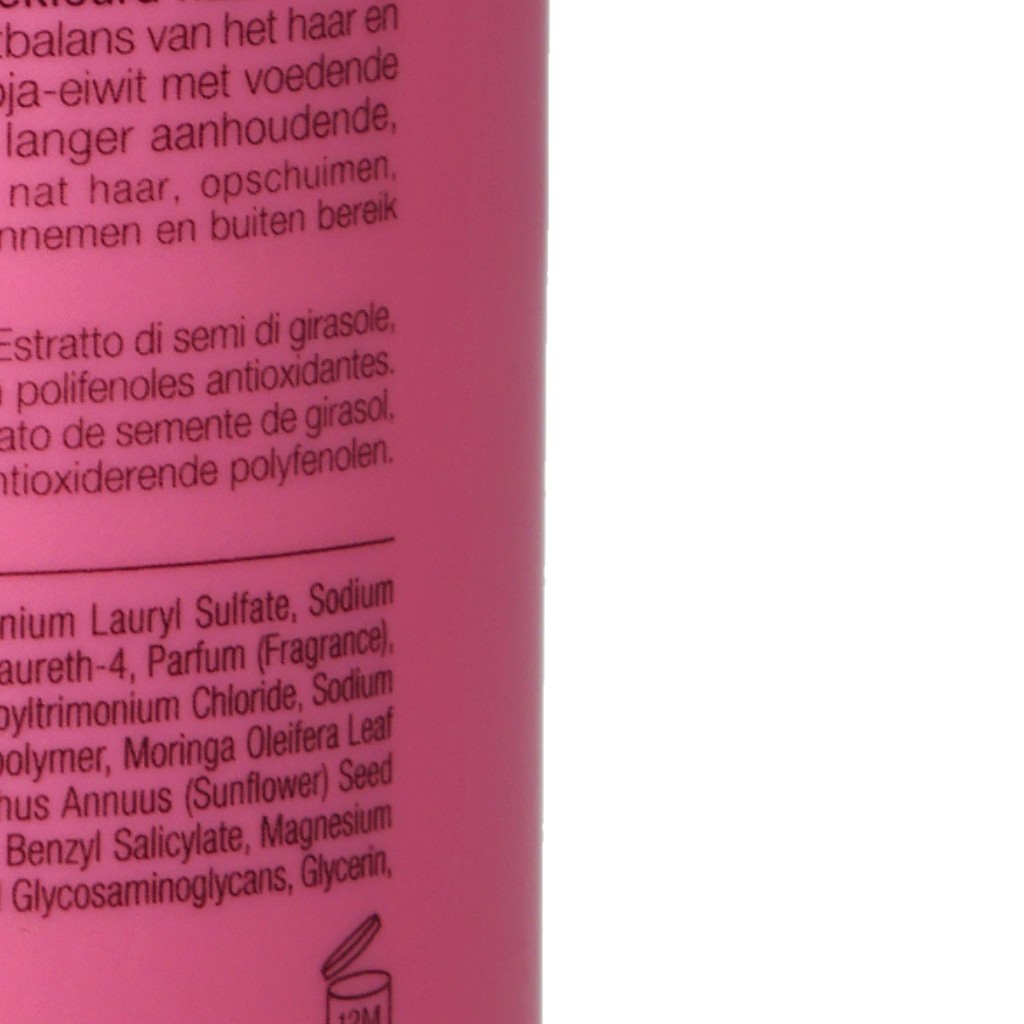 tbalans van het haar en
oja-eiwit met voedende
langer aanhoudende,
nat haar, opschuimen,
nnemen en buiten bereik
Estratto di semi di girasole,
polifenoles antioxidantes.
ato de semente de girasol,
ntioxiderende polyfenolen.
nium Lauryl Sulfate, Sodium
aureth-4, Parfum (Fragrance),
pyltrimonium Chloride, Sodium
polymer, Moringa Oleifera Leaf
hus Annuus (Sunflower) Seed
Benzyl Salicylate, Magnesium
Glycosaminoglycans, Glycerin,
12M